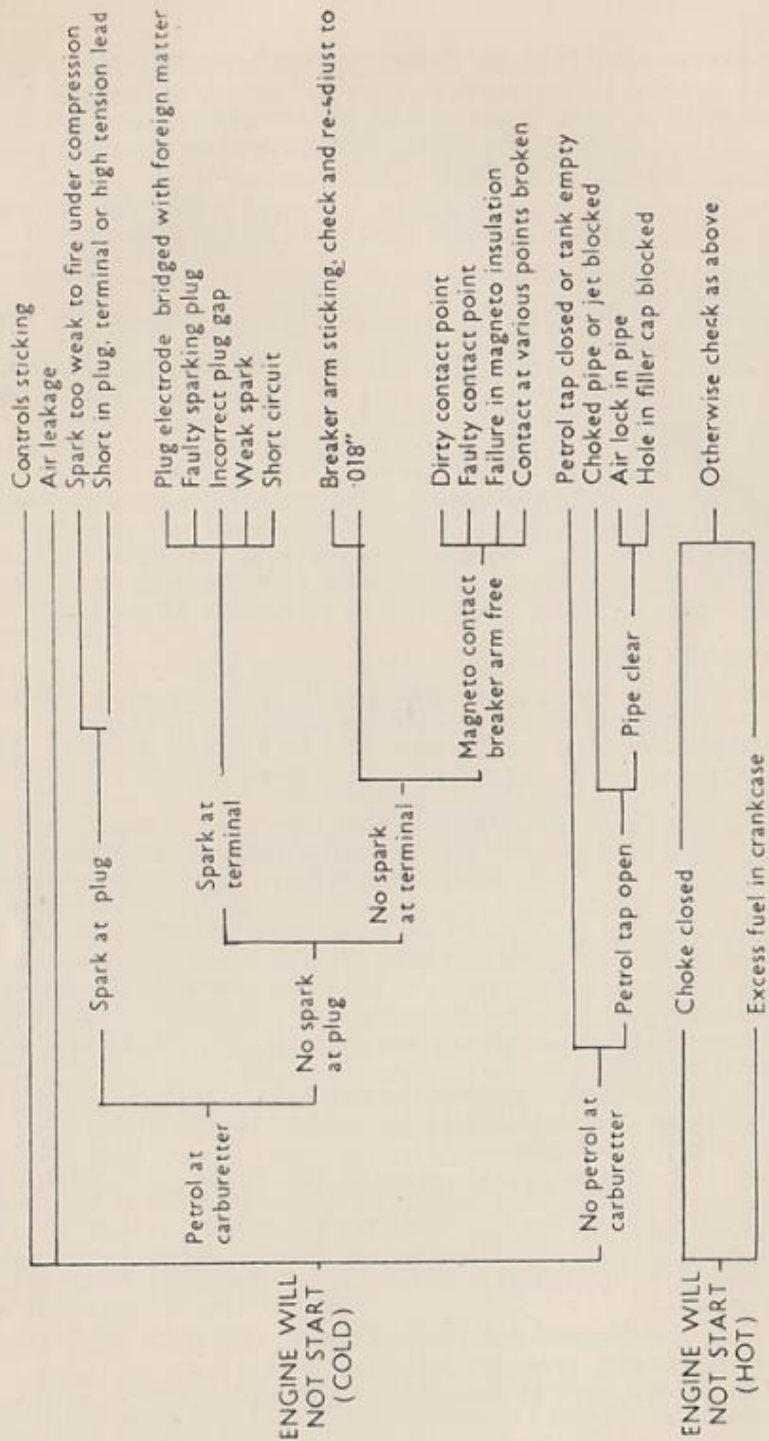 ENGINE WILL
NOT START
(COLD)
Controls sticking
Air leakage
Petrol at
carburetter
Spark at plug
Spark too weak to fire under compression
Short in plug, terminal or high tension lead
No spark
at plug
Spark at
terminal
Plug electrode bridged with foreign matter
Faulty sparking plug
Incorrect plug gap
Weak spark
Short circuit
No spark
at terminal
Breaker arm sticking, check and re-adjust to
·018"
Magneto contact
breaker arm free
Dirty contact point
Faulty contact point
Failure in magneto insulation
Contact at various points broken
No petrol at
carburetter
Petrol tap closed or tank empty
Petrol tap open
Choked pipe or jet blocked
Pipe clear
Air lock in pipe
Hole in filler cap blocked
ENGINE WILL
NOT START
(HOT)
Choke closed
Excess fuel in crankcase
Otherwise check as above